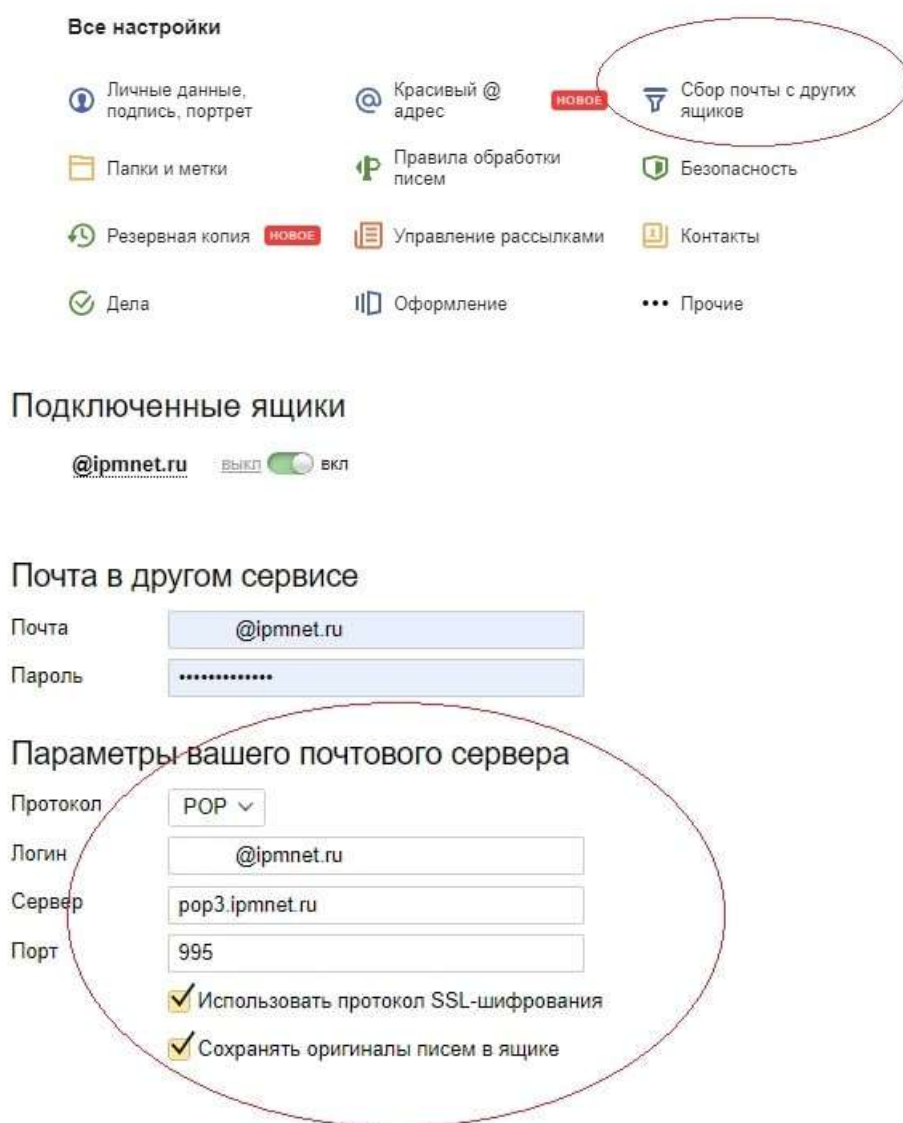 Все настройки
Личные данные,
подпись, портрет
Красивый @
адрес
НОВОЕ
Сбор почты с других
ящиков
Папки и метки
Правила обработки
писем
Безопасность
Резервная копия НОВОЕ
Управление рассылками
Контакты
Дела
Оформление
Прочие
Подключенные ящики
@ipmnet.ru выкл вкл
Почта в другом сервисе
Почта @ipmnet.ru
Пароль •••••••••••••
Параметры вашего почтового сервера
Протокол POP
Логин @ipmnet.ru
Сервер pop3.ipmnet.ru
Порт 995
Использовать протокол SSL-шифрования
Сохранять оригиналы писем в ящике